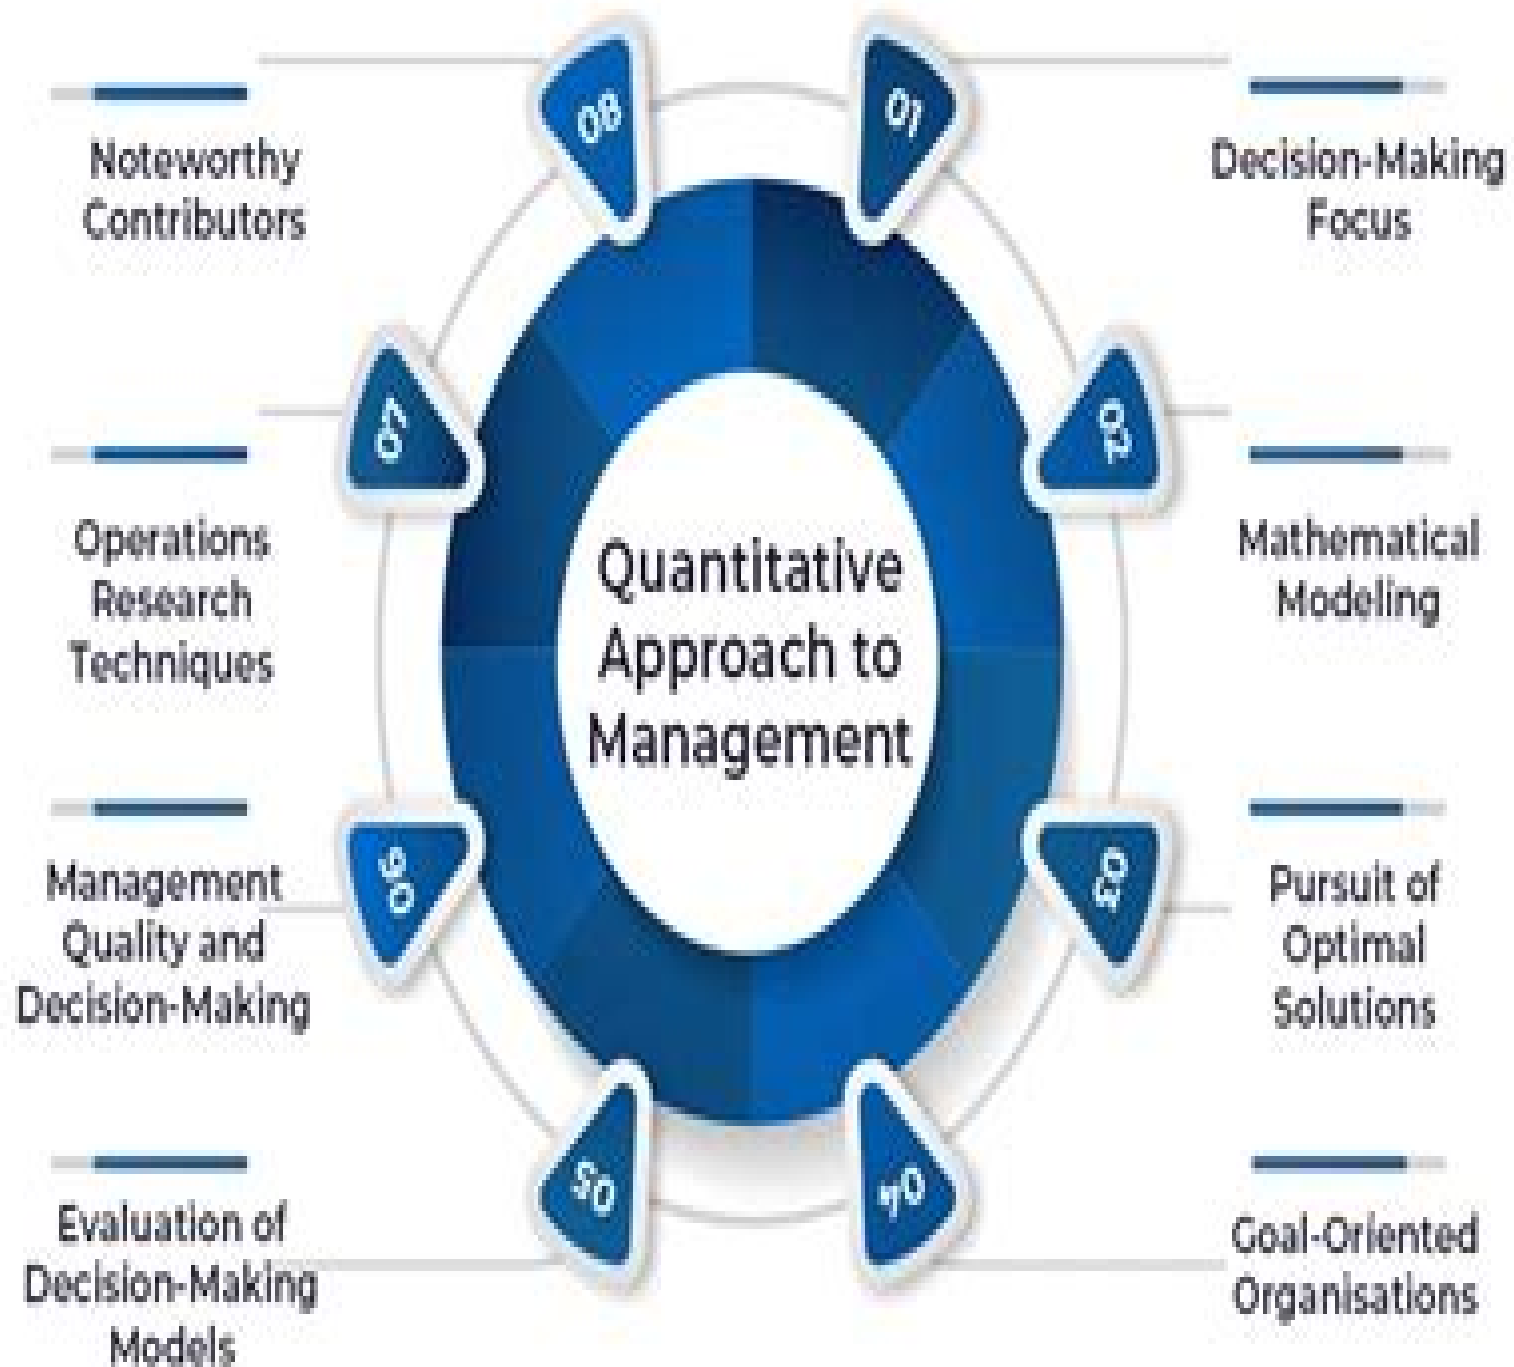 Quantitative
Approach to
Management
01
Decision-Making
Focus
02
Mathematical
Modeling
03
Pursuit of
Optimal
Solutions
04
Goal-Oriented
Organisations
05
Evaluation of
Decision-Making
Models
06
Management
Quality and
Decision-Making
07
Operations
Research
Techniques
08
Noteworthy
Contributors